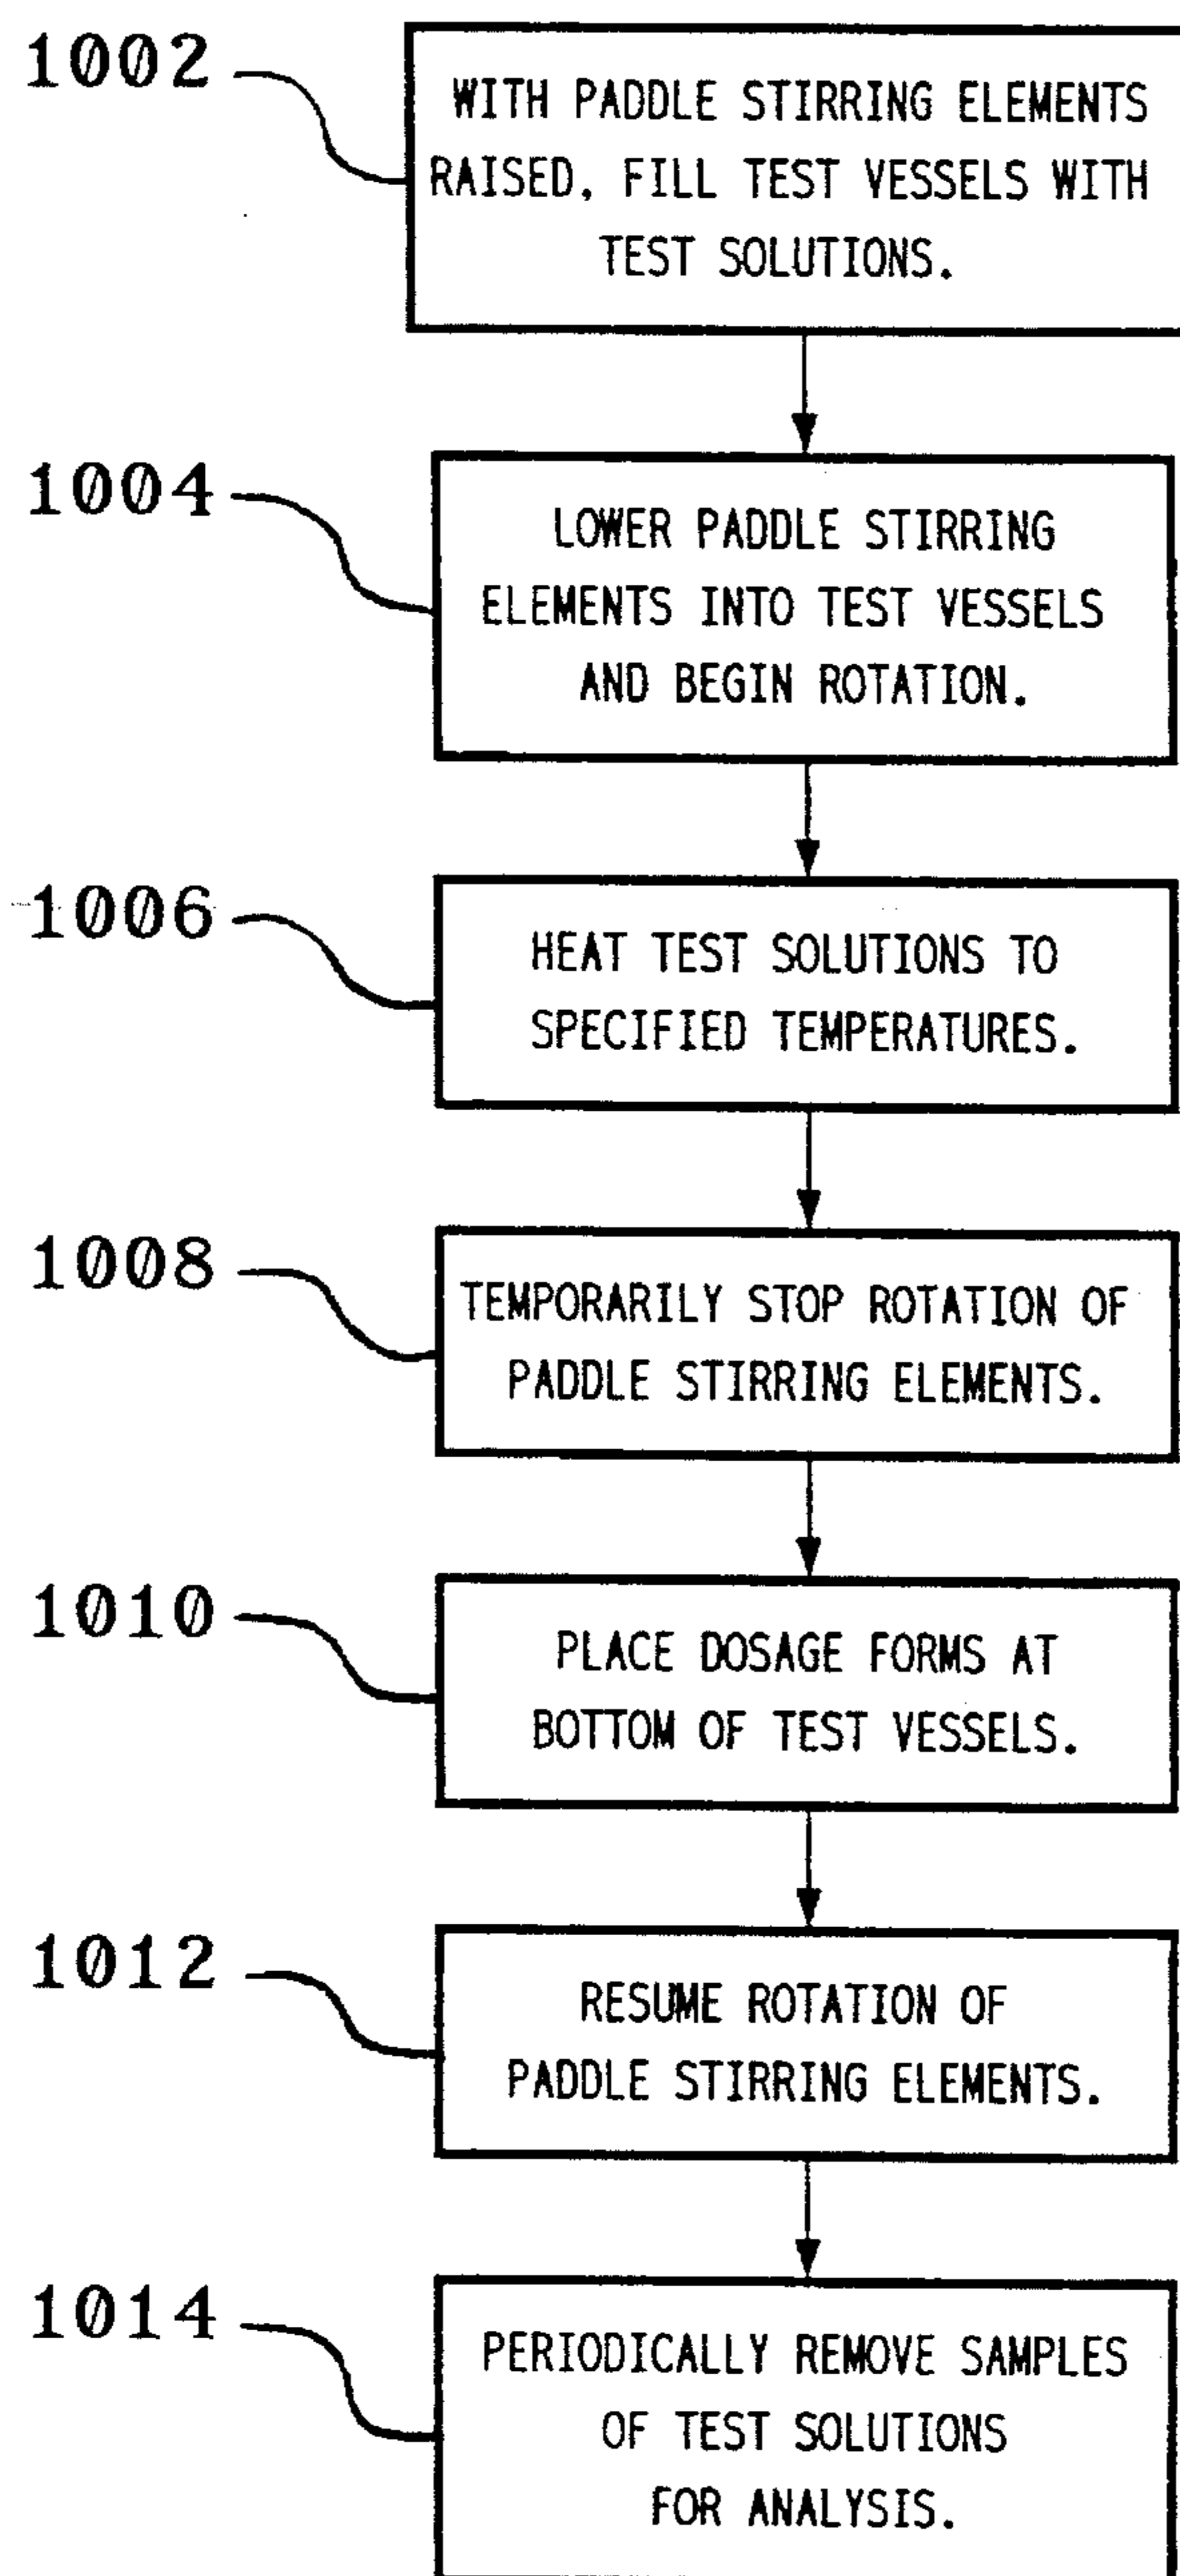 1002
WITH PADDLE STIRRING ELEMENTS
RAISED, FILL TEST VESSELS WITH
TEST SOLUTIONS.
1004
LOWER PADDLE STIRRING
ELEMENTS INTO TEST VESSELS
AND BEGIN ROTATION.
1006
HEAT TEST SOLUTIONS TO
SPECIFIED TEMPERATURES.
1008
TEMPORARILY STOP ROTATION OF
PADDLE STIRRING ELEMENTS.
1010
PLACE DOSAGE FORMS AT
BOTTOM OF TEST VESSELS.
1012
RESUME ROTATION OF
PADDLE STIRRING ELEMENTS.
1014
PERIODICALLY REMOVE SAMPLES
OF TEST SOLUTIONS
FOR ANALYSIS.